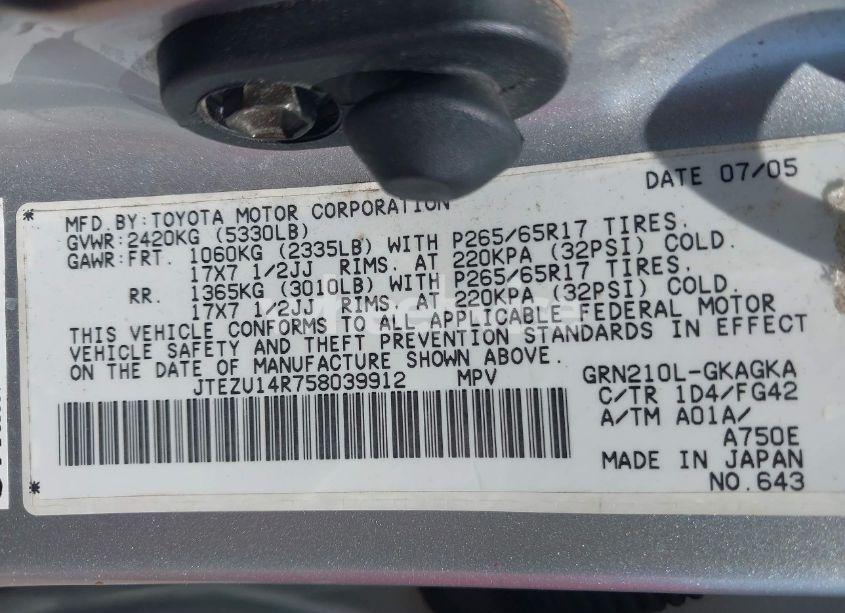 DATE 07/05
MFD.BY:TOYOTA MOTOR CORPORATION
GVWR:2420KG (5330LB)
GAWR:FRT. 1060KG (2335LB) WITH P265/65R17 TIRES.
17X7 1/2JJ RIMS. AT 220KPA (32PSI) COLD.
RR. 1365KG (3010LB) WITH P265/65R17 TIRES.
17X7 1/2JJ RIMS. AT 220KPA (32PSI) COLD.
THIS VEHICLE CONFORMS TO ALL APPLICABLE FEDERAL MOTOR
VEHICLE SAFETY AND THEFT PREVENTION STANDARDS IN EFFECT
ON THE DATE OF MANUFACTURE SHOWN ABOVE.
JTEZU14R758039912 MPV
GRN210L-GKAGKA
C/TR 1D4/FG42
A/TM A01A/
A750E
MADE IN JAPAN
NO.643